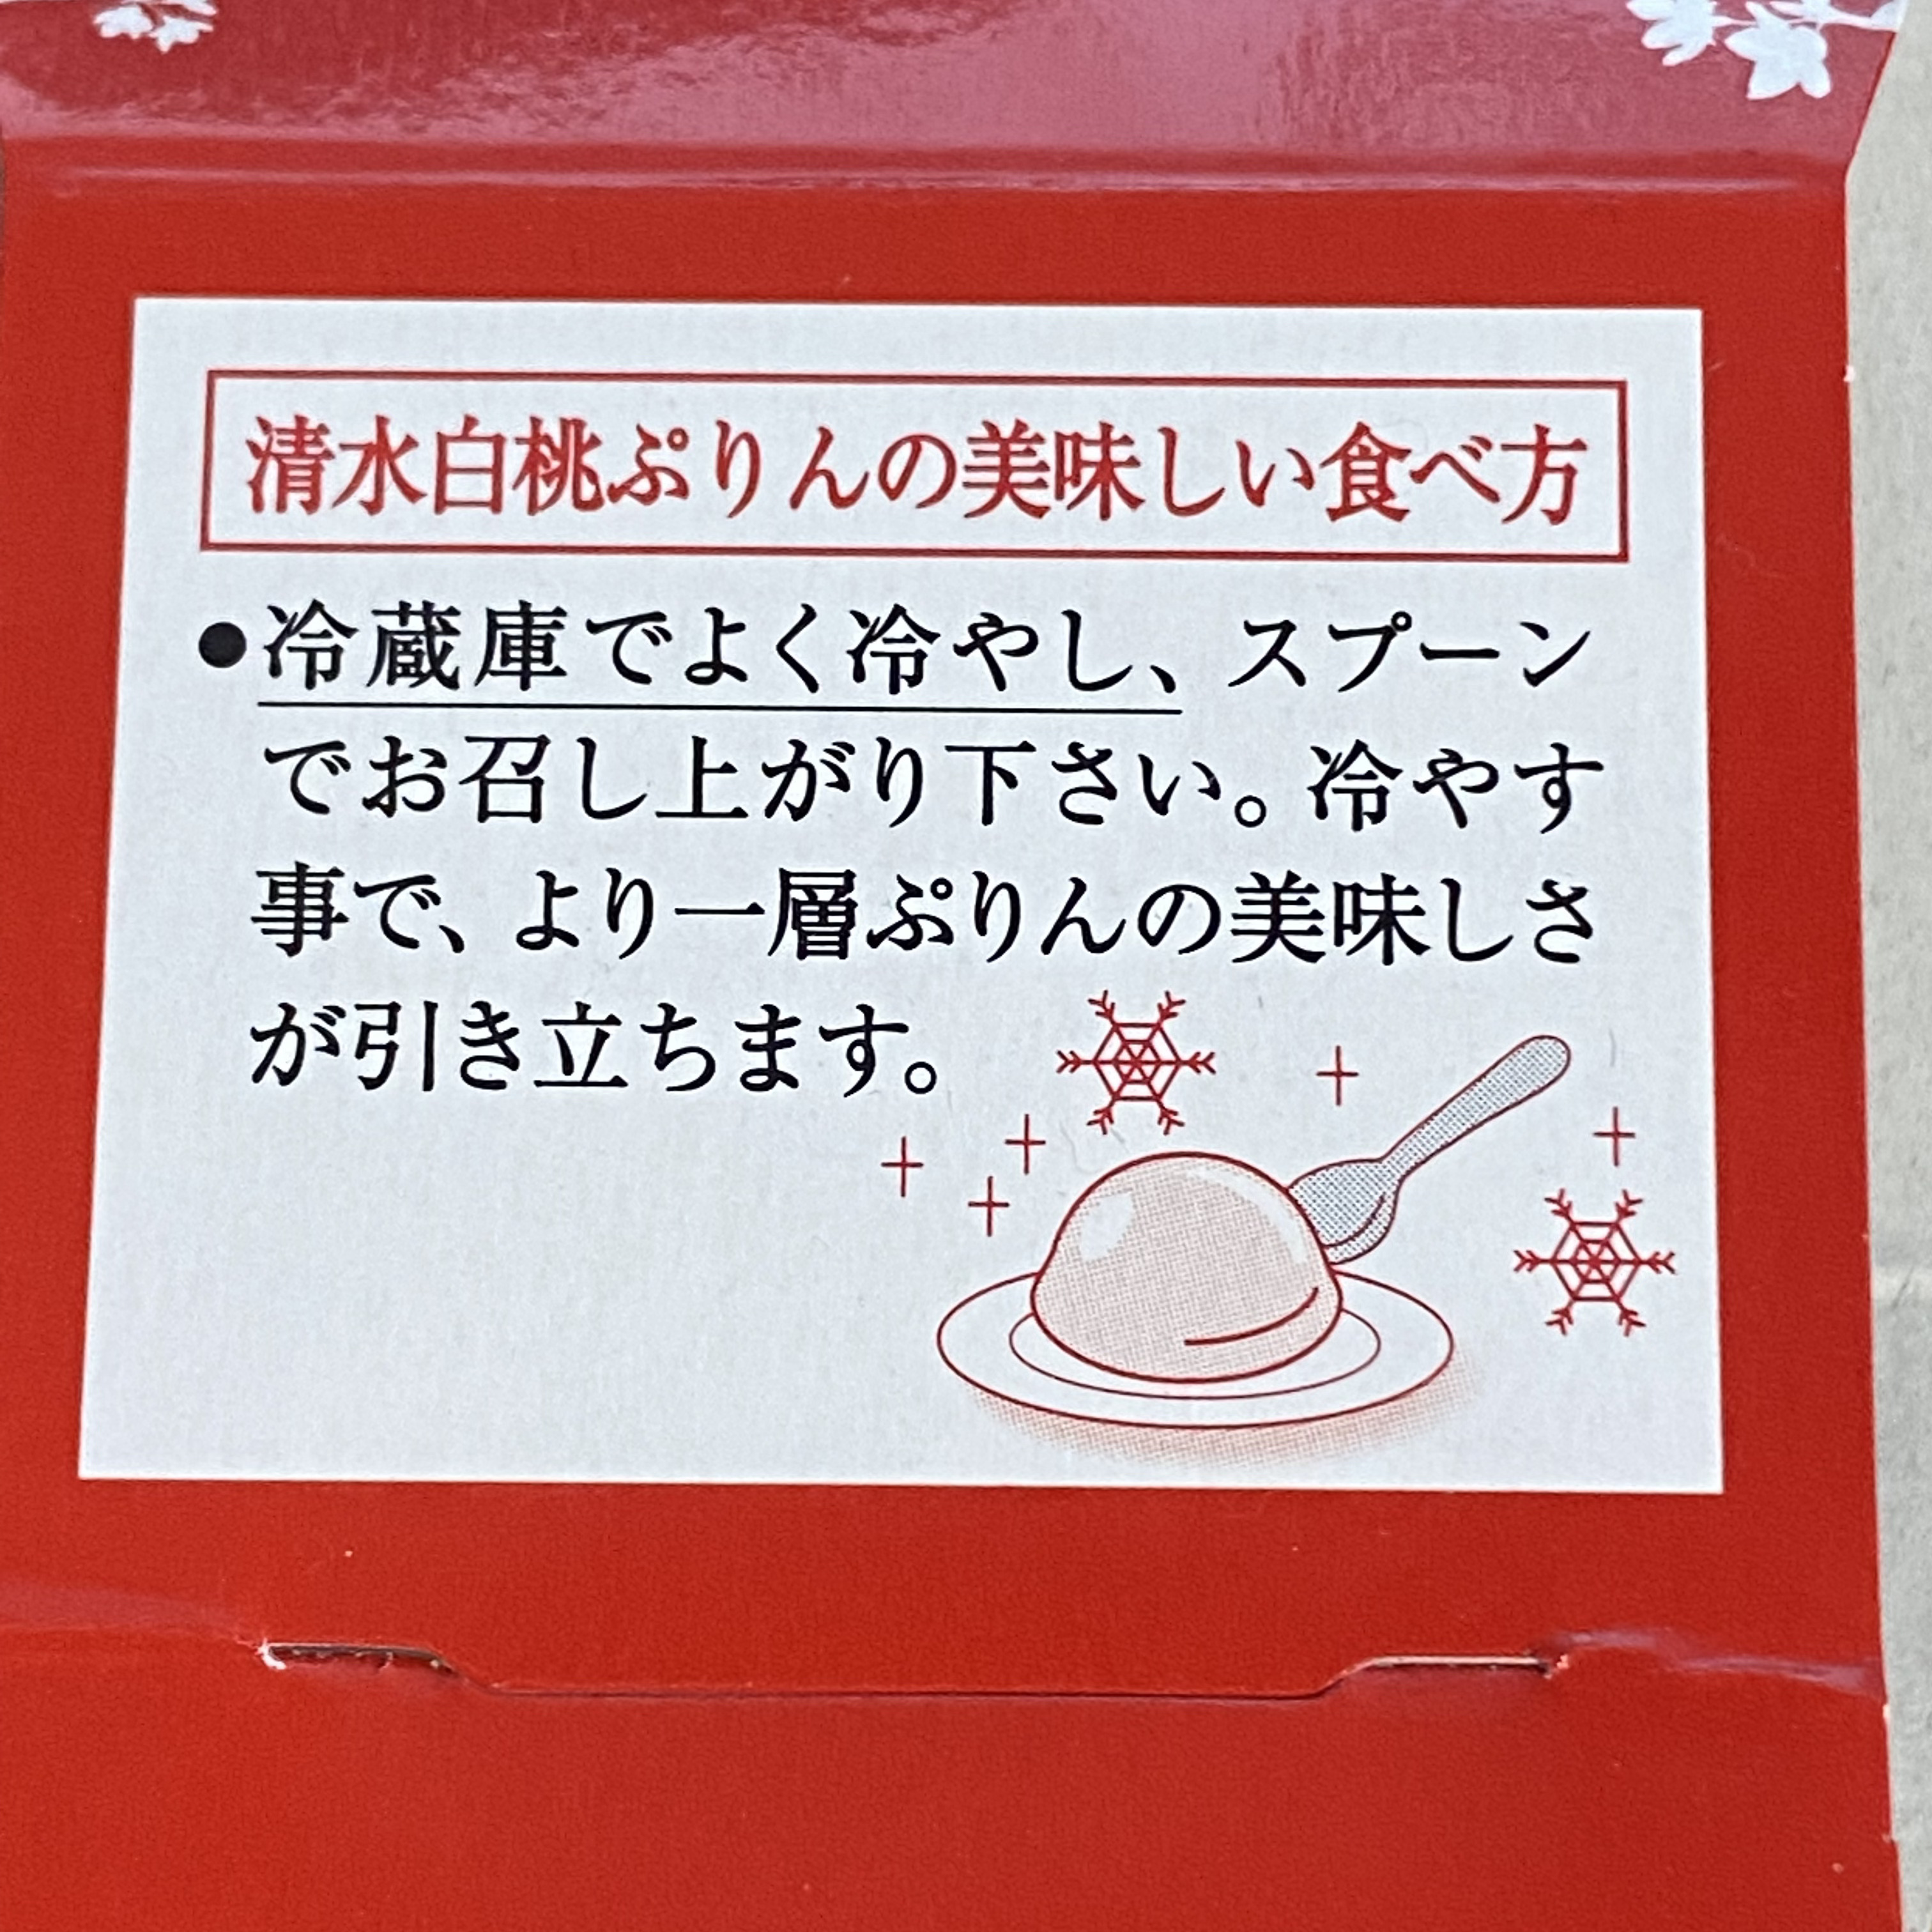 清水白桃ぷりんの美味しい食べ方
●冷蔵庫でよく冷やし、スプーン
でお召し上がり下さい。冷やす
事で、より一層ぷりんの美味しさ
が引き立ちます。